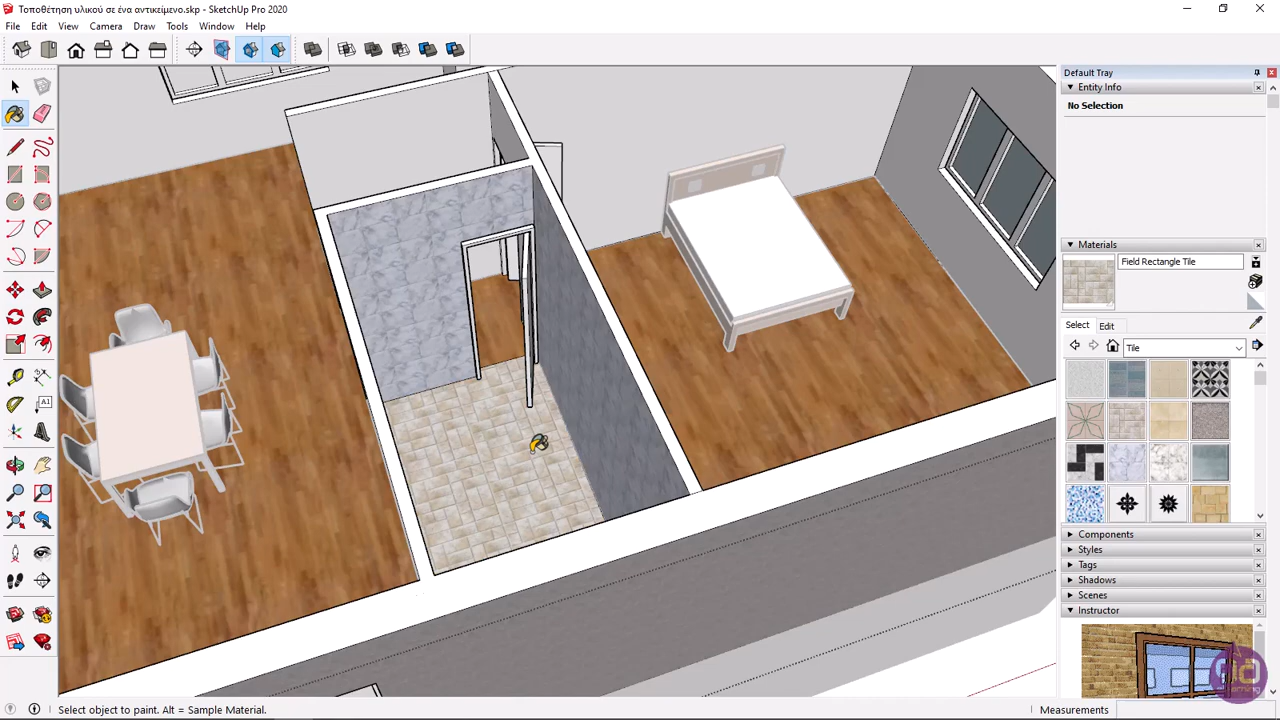 Τοποθέτηση υλικού σε ένα αντικείμενο.skp - SketchUp Pro 2020
File Edit View Camera Draw Tools Window Help
Default Tray
Entity Info
No Selection
Materials
Field Rectangle Tile
Select Edit
Tile
Components
Styles
Tags
Shadows
Scenes
Instructor
A1
learning
Select object to paint. Alt = Sample Material.
Measurements